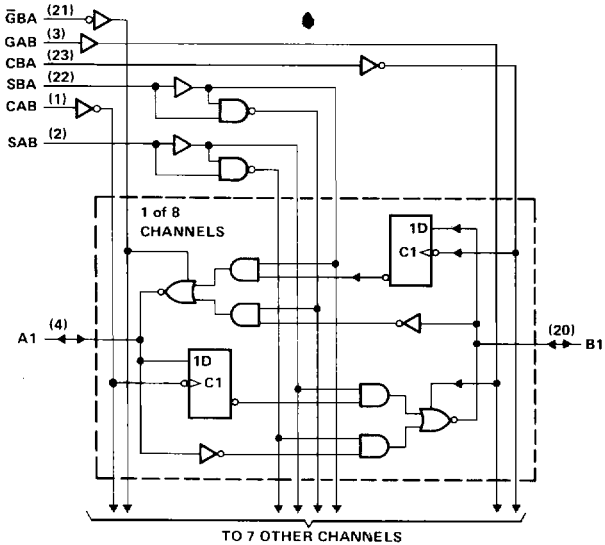 G̅BA (21)
GAB (3)
CBA (23)
SBA (22)
CAB (1)
SAB (2)
1 of 8
CHANNELS
1D
C1
A1 (4)
(20) B1
1D
C1
TO 7 OTHER CHANNELS